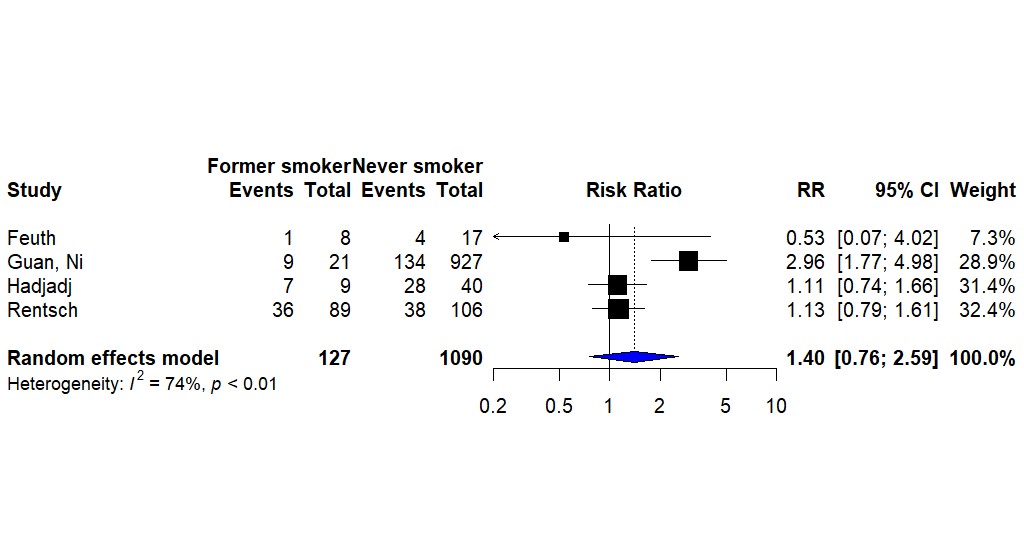 Former smokerNever smoker
Study Events Total Events Total Risk Ratio RR 95% CI Weight
Feuth 1 8 4 17 0.53 [0.07; 4.02] 7.3%
Guan, Ni 9 21 134 927 2.96 [1.77; 4.98] 28.9%
Hadjadj 7 9 28 40 1.11 [0.74; 1.66] 31.4%
Rentsch 36 89 38 106 1.13 [0.79; 1.61] 32.4%
Random effects model 127 1090 1.40 [0.76; 2.59] 100.0%
Heterogeneity: I² = 74%, p < 0.01
0.2 0.5 1 2 5 10